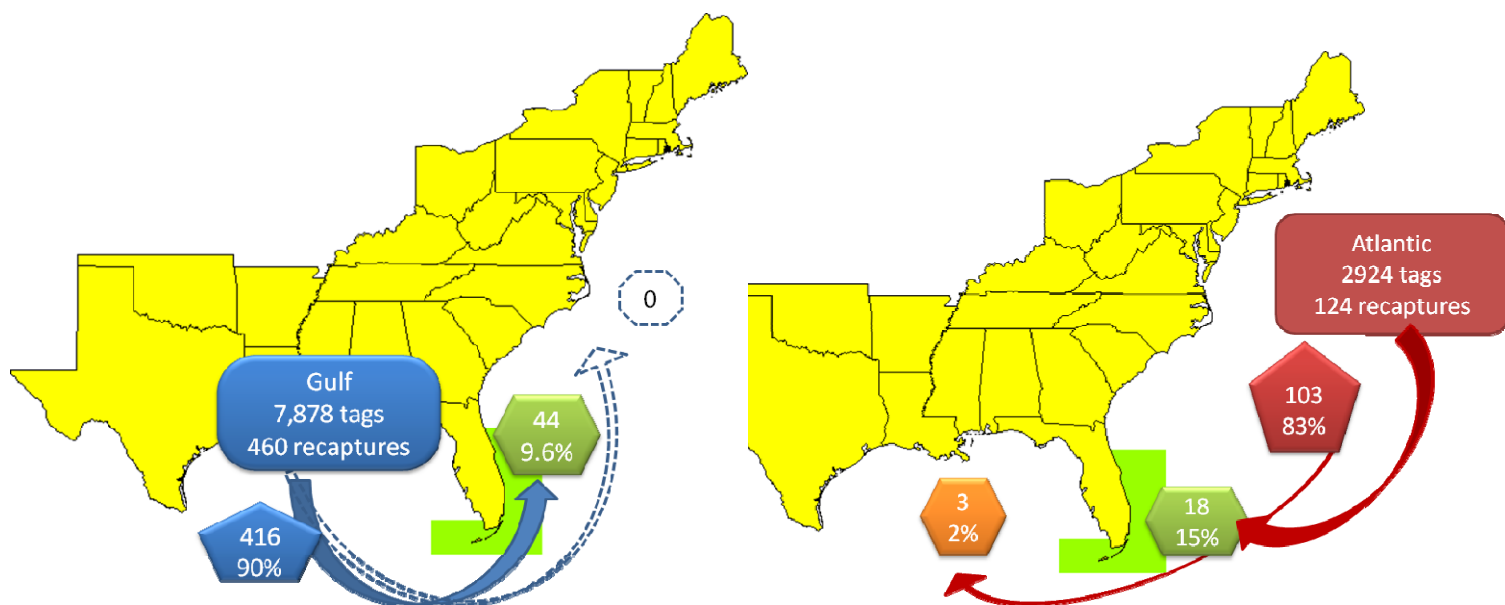 0
Gulf
7,878 tags
460 recaptures
44
9.6%
416
90%
Atlantic
2924 tags
124 recaptures
103
83%
3
2%
18
15%